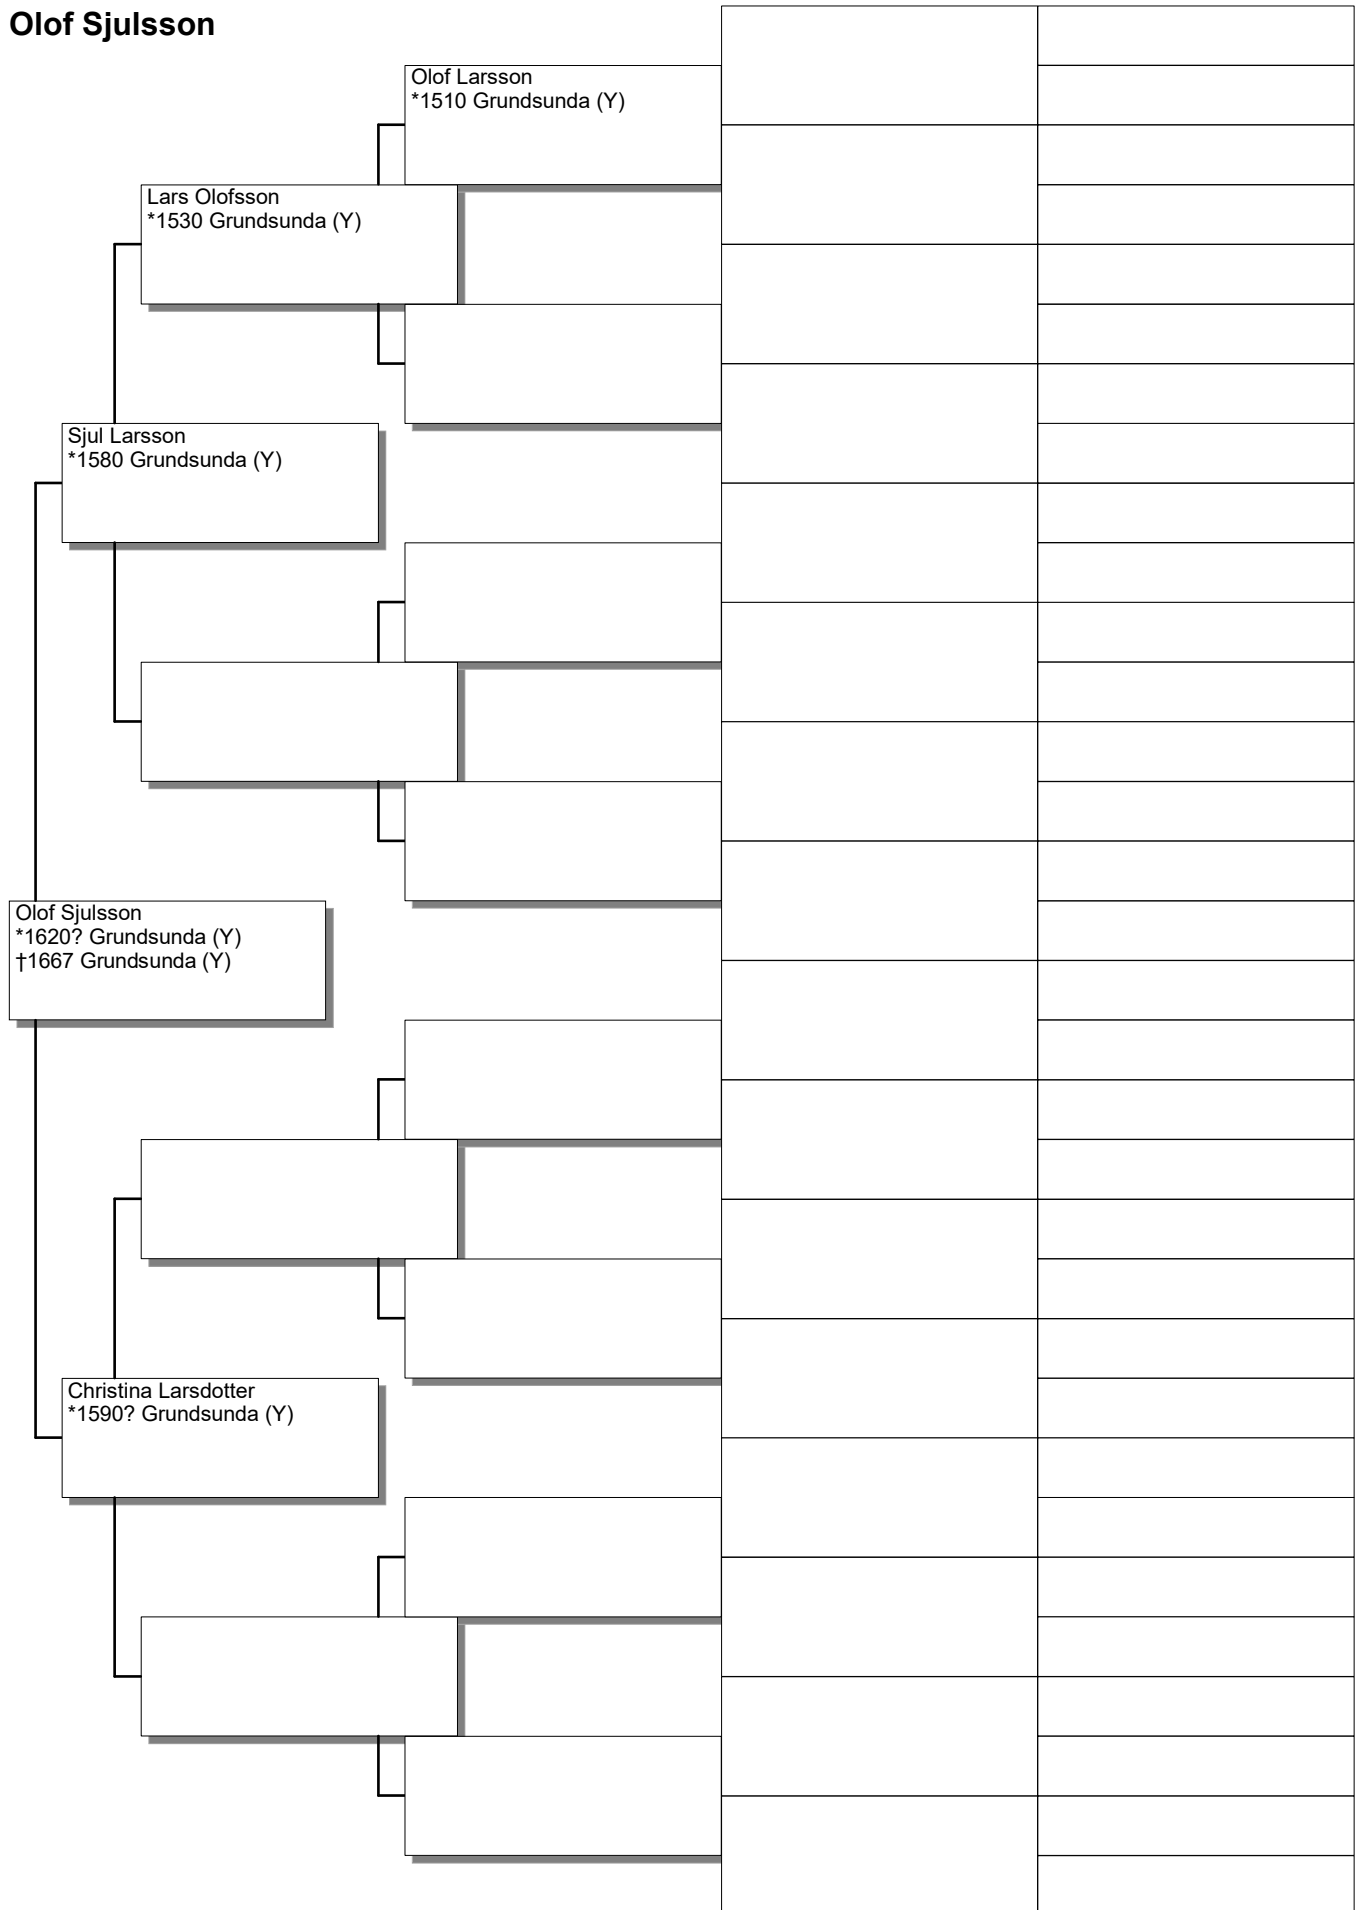 Olof Sjulsson
Olof Larsson
*1510 Grundsunda (Y)
Lars Olofsson
*1530 Grundsunda (Y)
Sjul Larsson
*1580 Grundsunda (Y)
Olof Sjulsson
*1620? Grundsunda (Y)
†1667 Grundsunda (Y)
Christina Larsdotter
*1590? Grundsunda (Y)